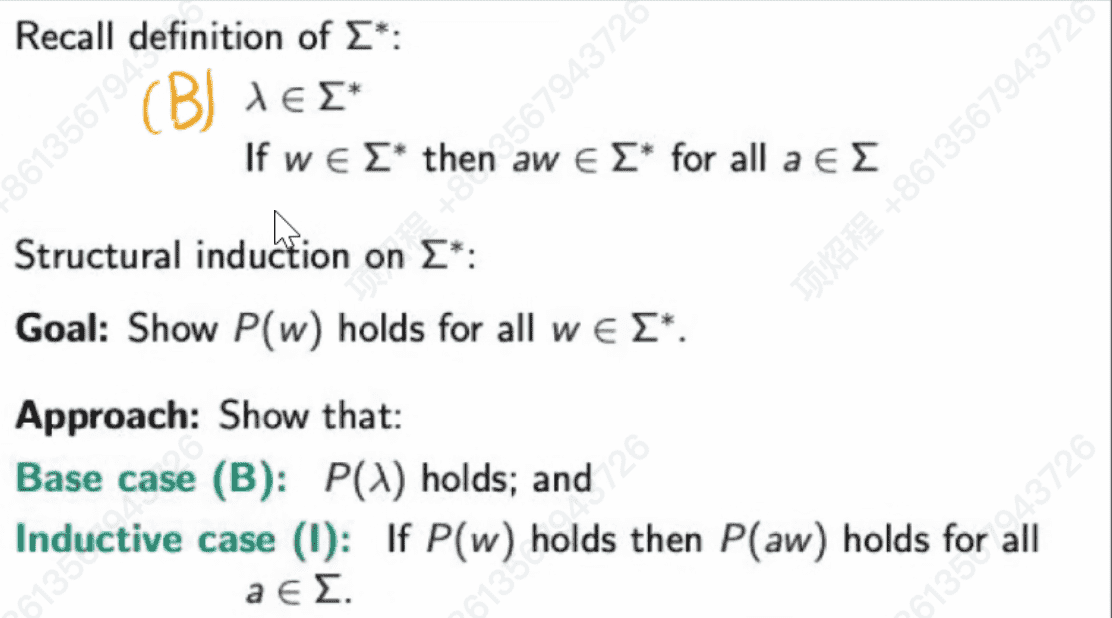 Recall definition of Σ*:
(B) λ ∈ Σ*
If w ∈ Σ* then aw ∈ Σ* for all a ∈ Σ
Structural induction on Σ*:
Goal: Show P(w) holds for all w ∈ Σ*.
Approach: Show that:
Base case (B): P(λ) holds; and
Inductive case (I): If P(w) holds then P(aw) holds for all
a ∈ Σ.